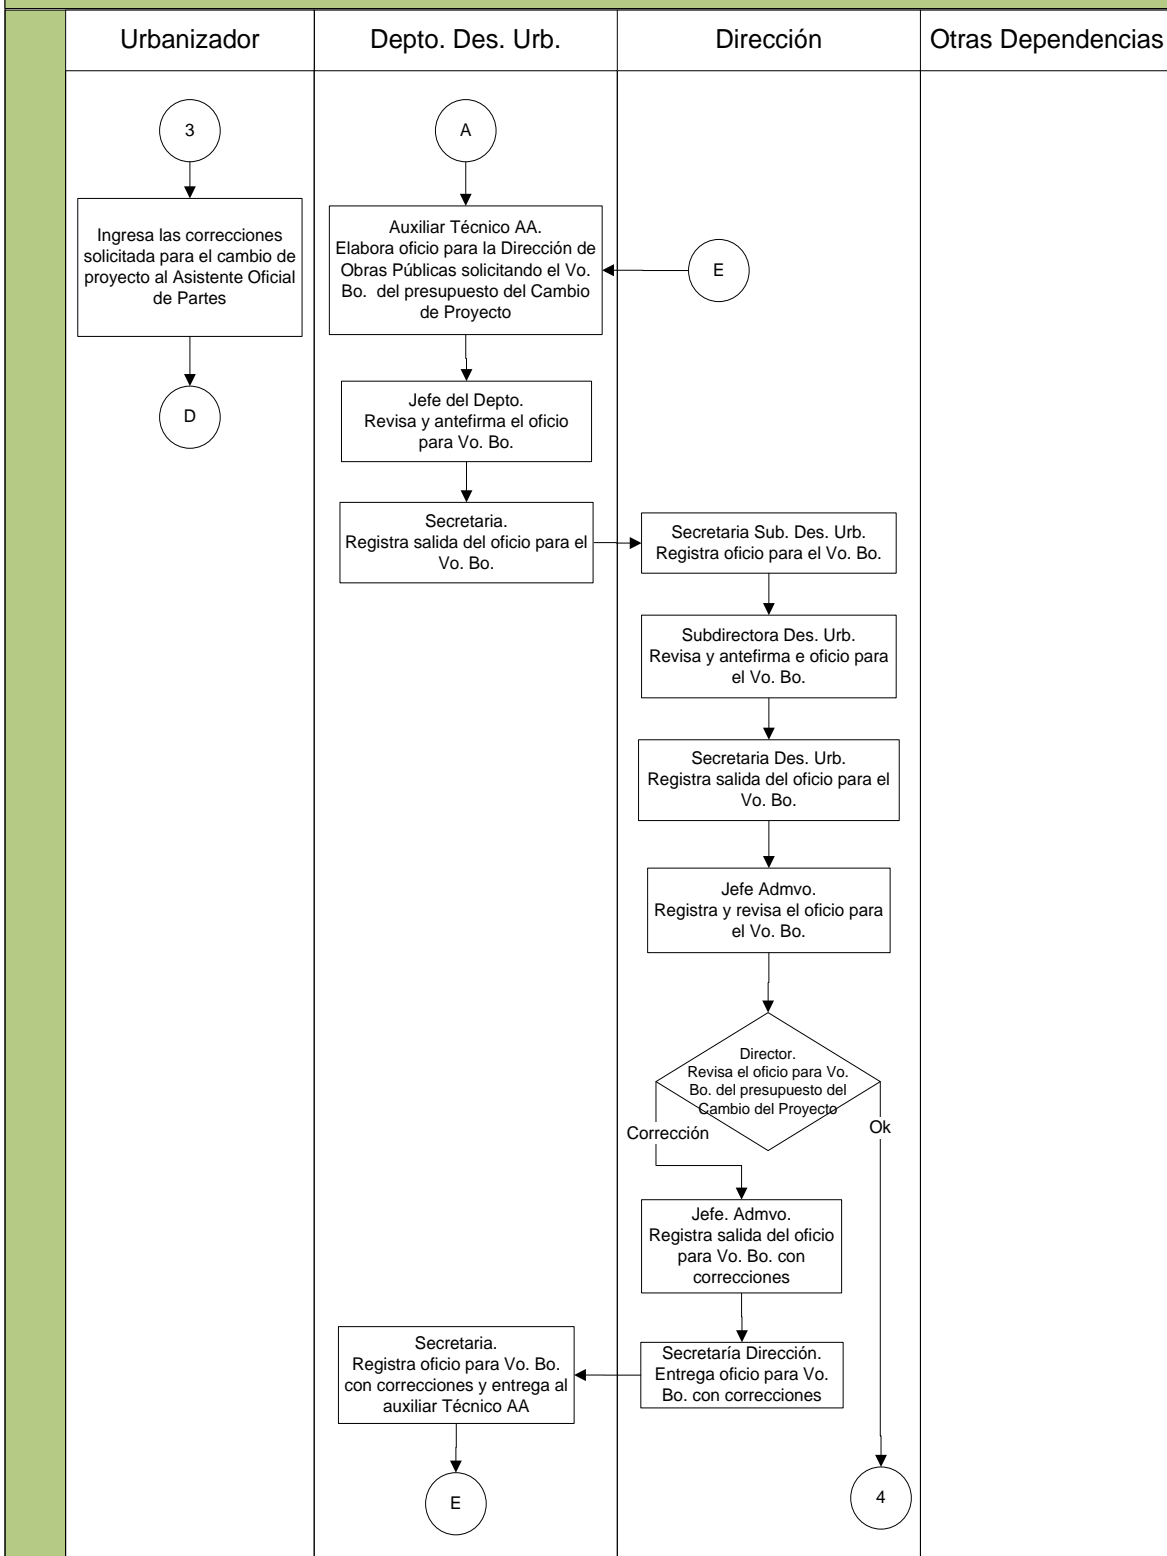 Urbanizador
Depto. Des. Urb.
Dirección
Otras Dependencias
3
Ingresa las correcciones
solicitada para el cambio de
proyecto al Asistente Oficial
de Partes
D
A
Auxiliar Técnico AA.
Elabora oficio para la Dirección de
Obras Públicas solicitando el Vo.
Bo. del presupuesto del Cambio
de Proyecto
E
Jefe del Depto.
Revisa y antefirma el oficio
para Vo. Bo.
Secretaria.
Registra salida del oficio para el
Vo. Bo.
Secretaria Sub. Des. Urb.
Registra oficio para el Vo. Bo.
Subdirectora Des. Urb.
Revisa y antefirma e oficio para
el Vo. Bo.
Secretaria Des. Urb.
Registra salida del oficio para el
Vo. Bo.
Jefe Admvo.
Registra y revisa el oficio para
el Vo. Bo.
Director.
Revisa el oficio para Vo.
Bo. del presupuesto del
Cambio del Proyecto
Corrección
Ok
Jefe. Admvo.
Registra salida del oficio
para Vo. Bo. con
correcciones
Secretaría Dirección.
Entrega oficio para Vo.
Bo. con correcciones
Secretaria.
Registra oficio para Vo. Bo.
con correcciones y entrega al
auxiliar Técnico AA
E
4